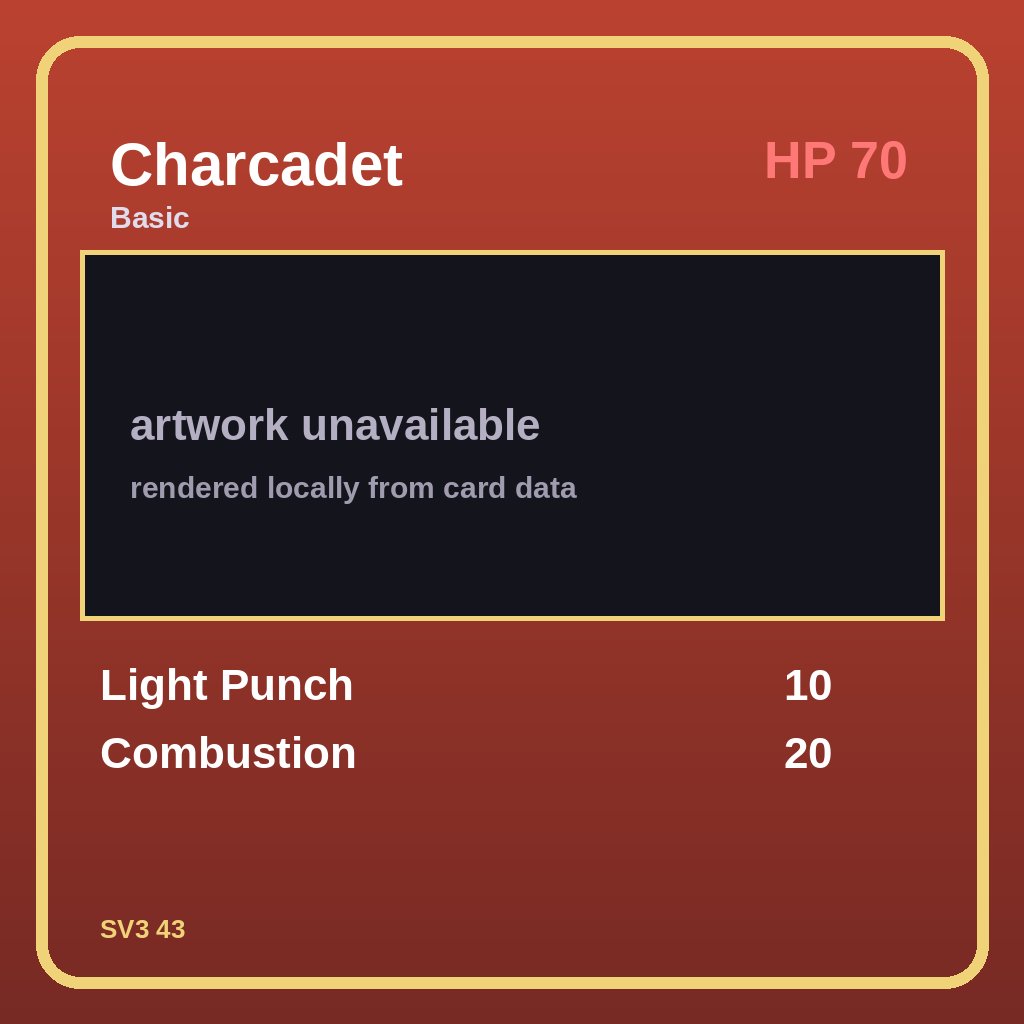 Charcadet
HP 70
Basic
artwork unavailable
rendered locally from card data
Light Punch 10
Combustion 20
SV3 43